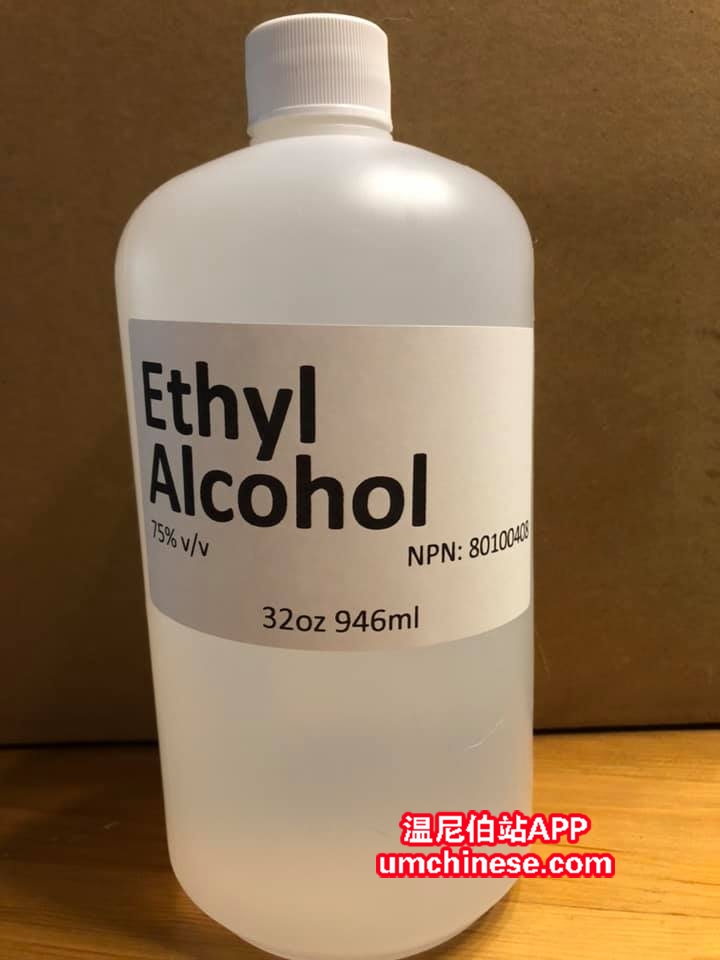 Ethyl
Alcohol
75% v/v
NPN: 80100408
32oz 946ml
温尼伯站APP
umchinese.com